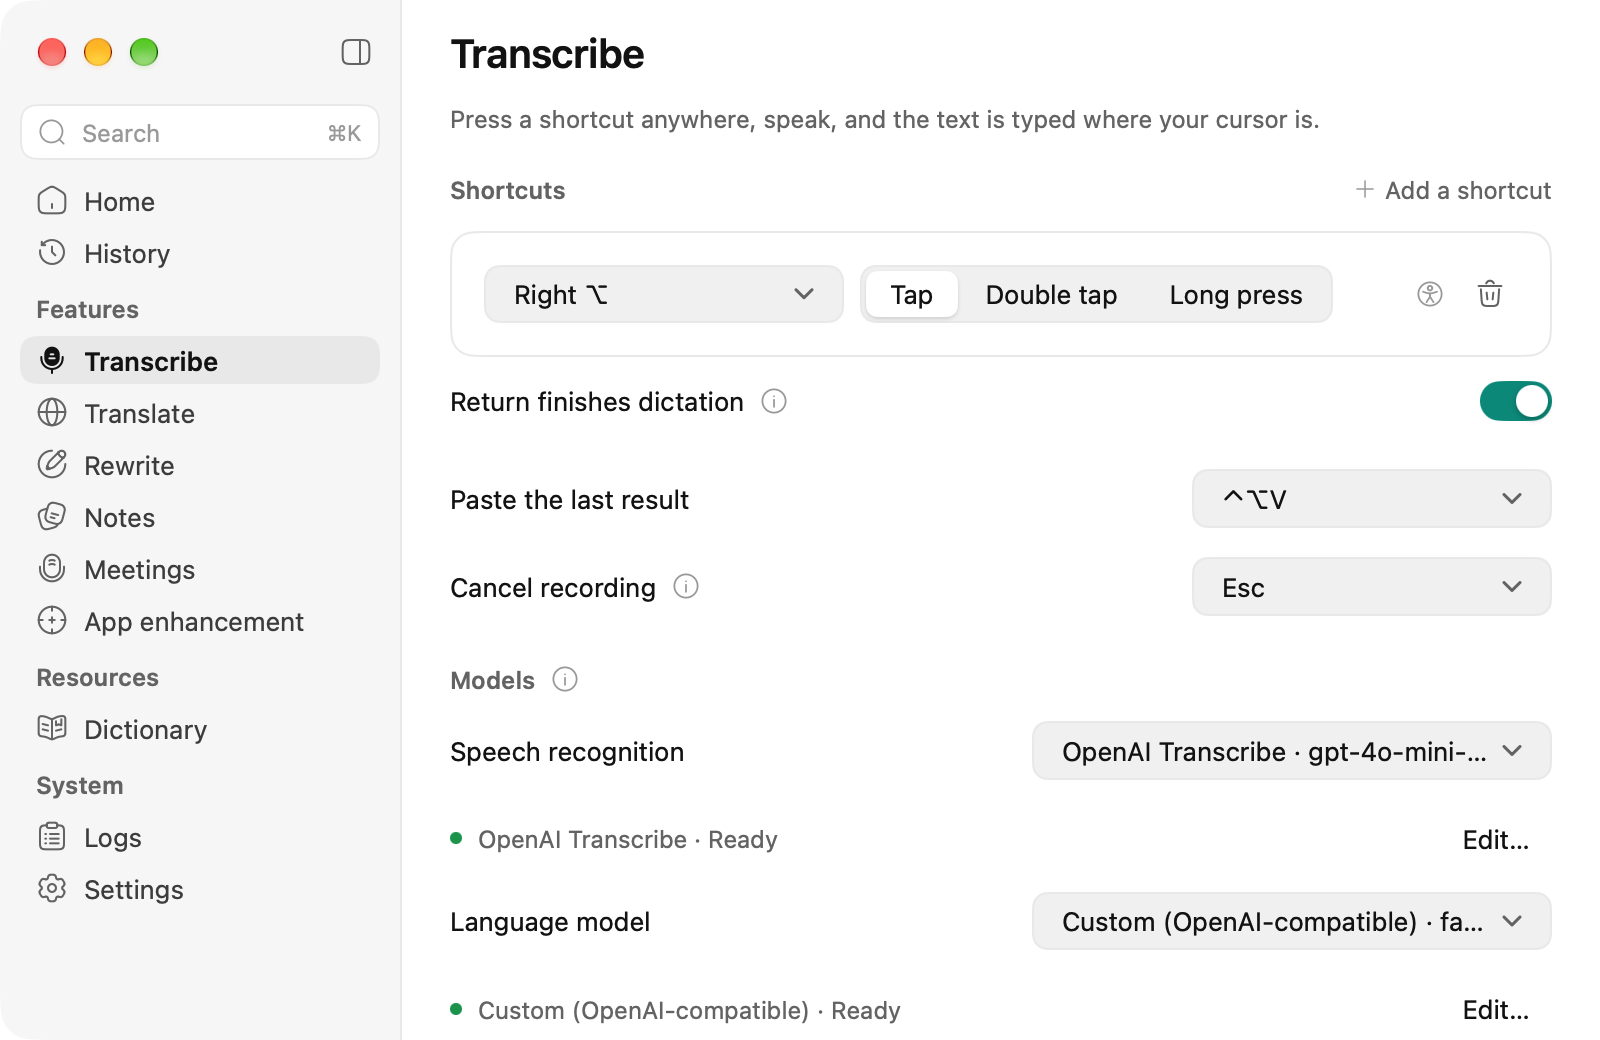 Search ⌘K
Home
History
Features
Transcribe
Translate
Rewrite
Notes
Meetings
App enhancement
Resources
Dictionary
System
Logs
Settings
Transcribe
Press a shortcut anywhere, speak, and the text is typed where your cursor is.
Shortcuts
+ Add a shortcut
Right ⌥
Tap Double tap Long press
Return finishes dictation
Paste the last result
^⌥V
Cancel recording
Esc
Models
Speech recognition
OpenAI Transcribe · gpt-4o-mini-...
OpenAI Transcribe · Ready
Edit...
Language model
Custom (OpenAI-compatible) · fa...
Custom (OpenAI-compatible) · Ready
Edit...